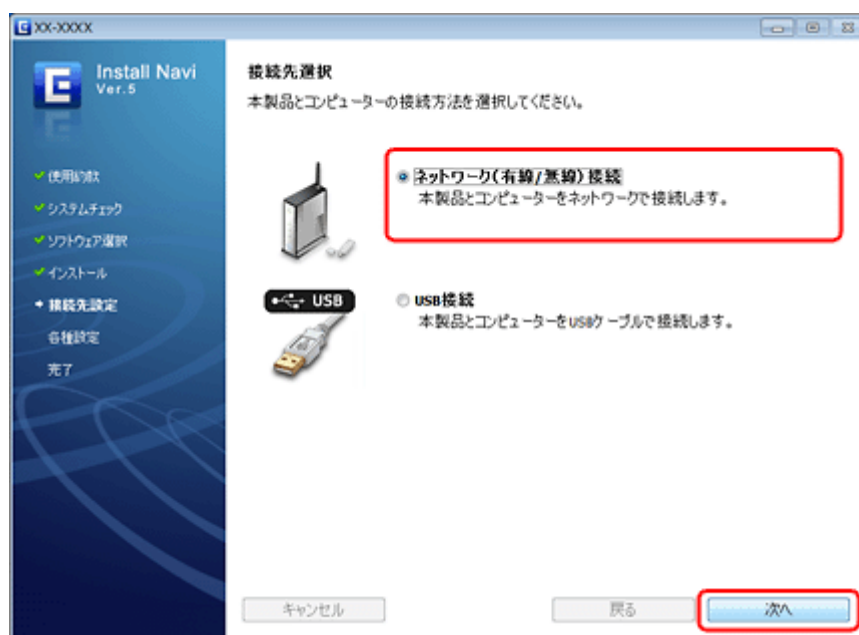 XX-XXXX
Install Navi
Ver.5
使用約款
システムチェック
ソフトウェア選択
インストール
接続先設定
各種設定
完了
接続先選択
本製品とコンピューターの接続方法を選択してください。
ネットワーク(有線/無線)接続
本製品とコンピューターをネットワークで接続します。
USB
USB接続
本製品とコンピューターをUSBケーブルで接続します。
キャンセル
戻る
次へ